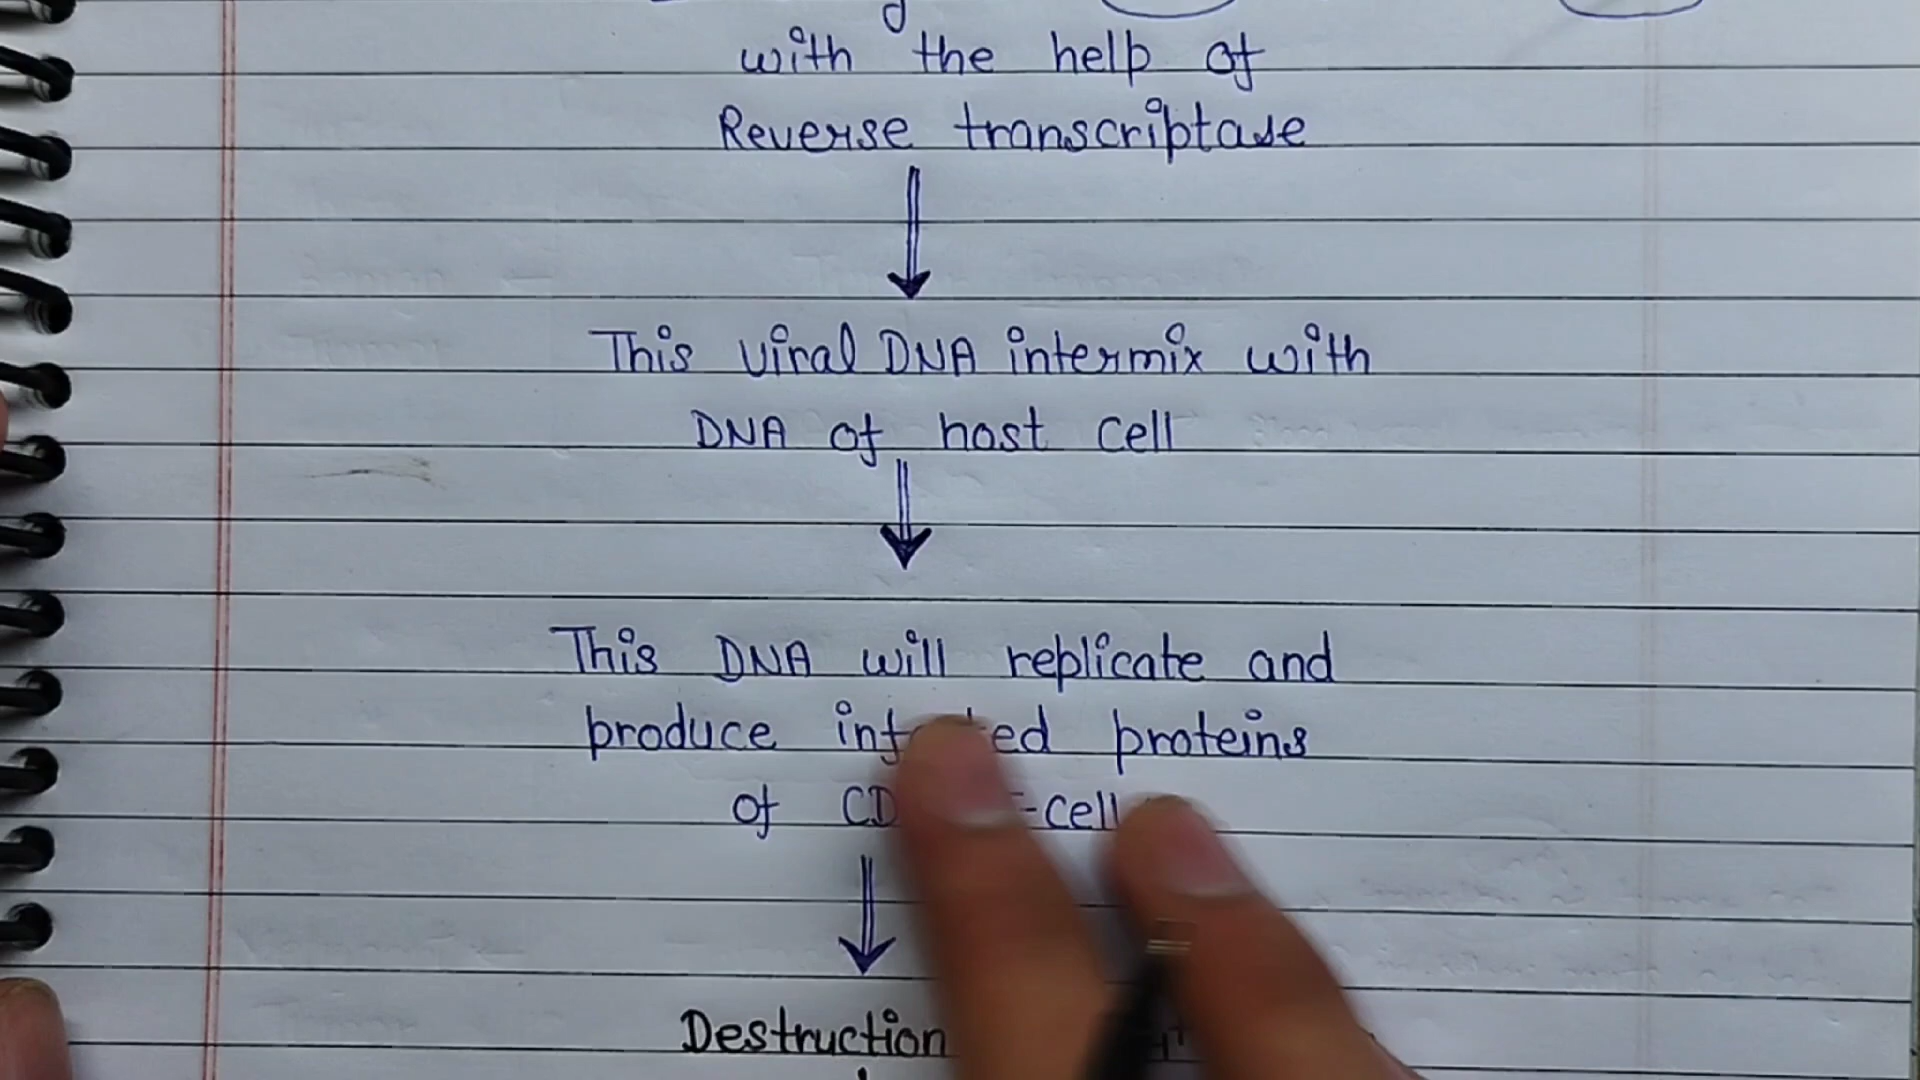 with the help of
Reverse transcriptase
This viral DNA intermix with
DNA of host cell
This DNA will replicate and
produce proteins
of
Destruction